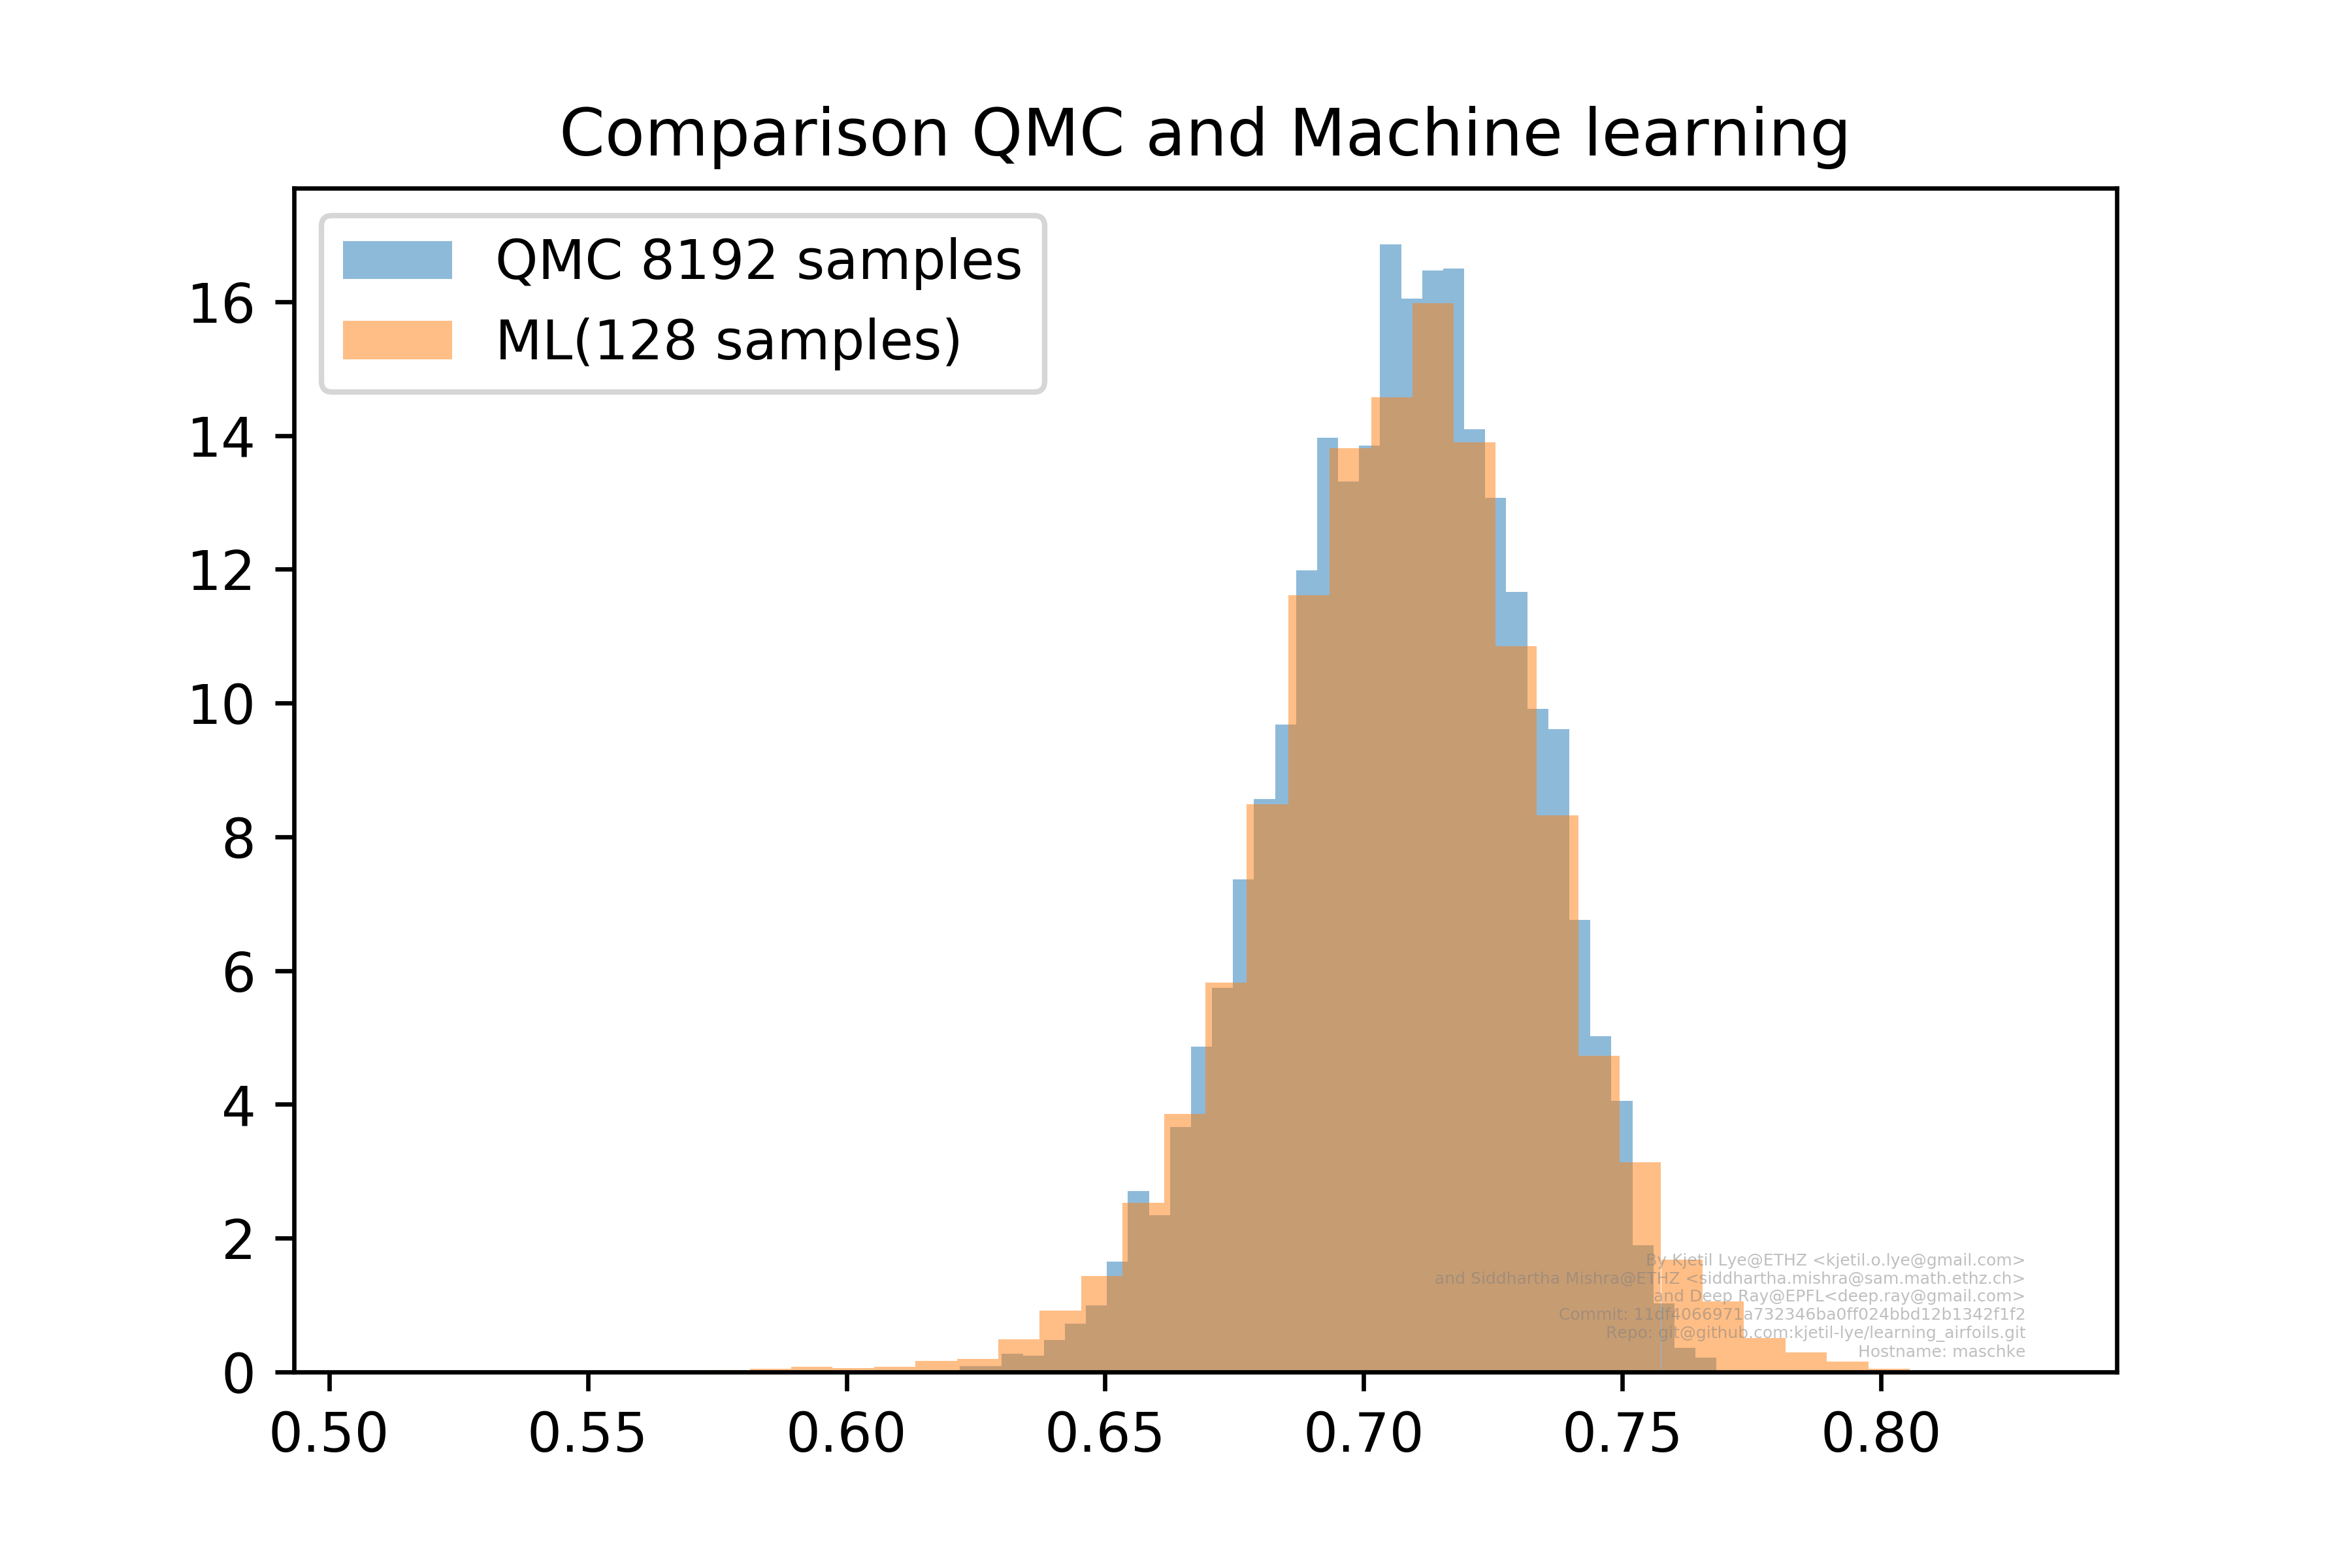 Comparison QMC and Machine learning
QMC 8192 samples
ML(128 samples)
16
14
12
10
8
6
4
2
0
0.50 0.55 0.60 0.65 0.70 0.75 0.80
By Kjetil Lye@ETHZ <kjetil.o.lye@gmail.com>
and Siddhartha Mishra@ETHZ <siddhartha.mishra@sam.math.ethz.ch>
and Deep Ray@EPFL<deep.ray@gmail.com>
Commit: 11df4066971a732346ba0ff024bbd12b1342f1f2
Repo: git@github.com:kjetil-lye/learning_airfoils.git
Hostname: maschke